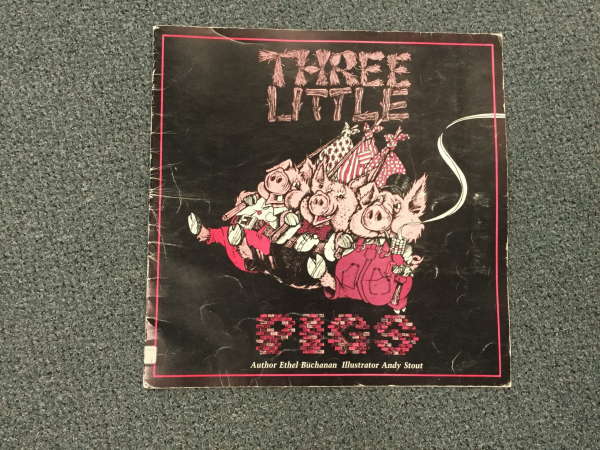 THREE
LITTLE
PIGS
Author Ethel Buchanan Illustrator Andy Stout